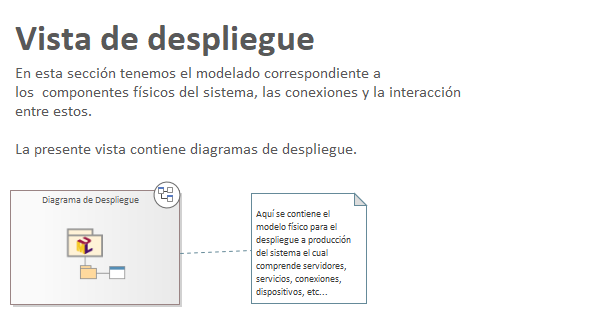 Vista de despliegue
En esta sección tenemos el modelado correspondiente a
los  componentes físicos del sistema, las conexiones y la interacción
entre estos.
La presente vista contiene diagramas de despliegue.
Diagrama de Despliegue
Aquí se contiene el
modelo físico para el
despliegue a producción
del sistema el cual
comprende servidores,
servicios, conexiones,
dispositivos, etc...